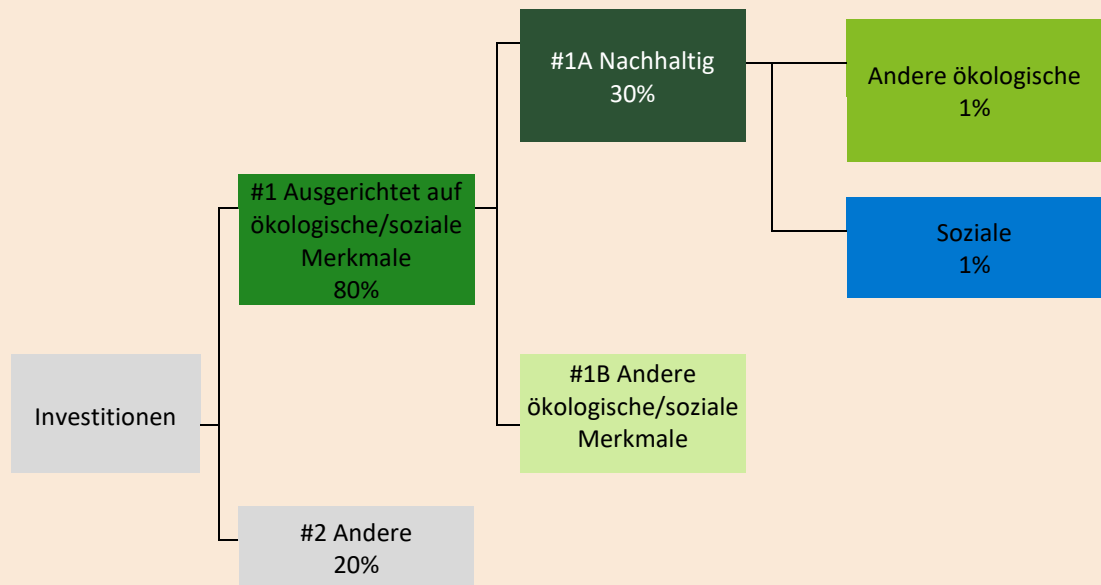 #1A Nachhaltig
30%
Andere ökologische
1%
#1 Ausgerichtet auf
ökologische/soziale
Merkmale
80%
Soziale
1%
Investitionen
#1B Andere
ökologische/soziale
Merkmale
#2 Andere
20%